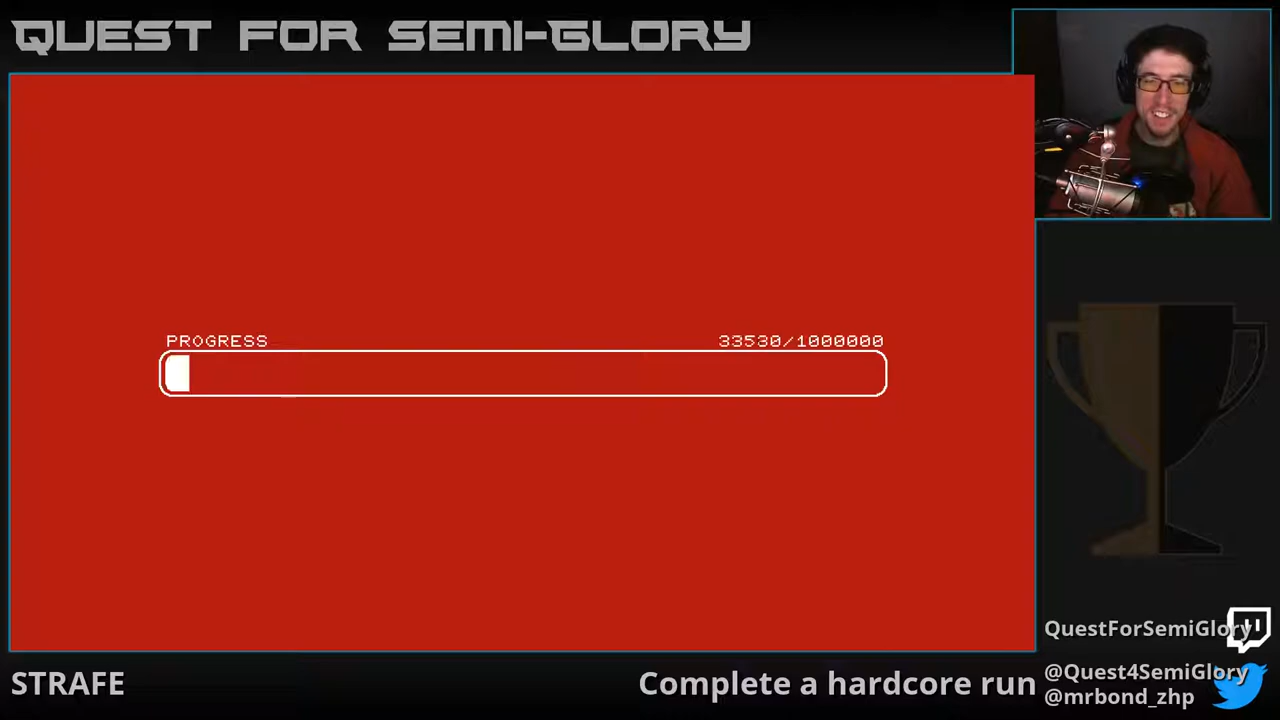 QUEST FOR SEMI-GLORY
PROGRESS 33530/1000000
QuestForSemiGlory
@Quest4SemiGlory
@mrbond_zhp
STRAFE
Complete a hardcore run